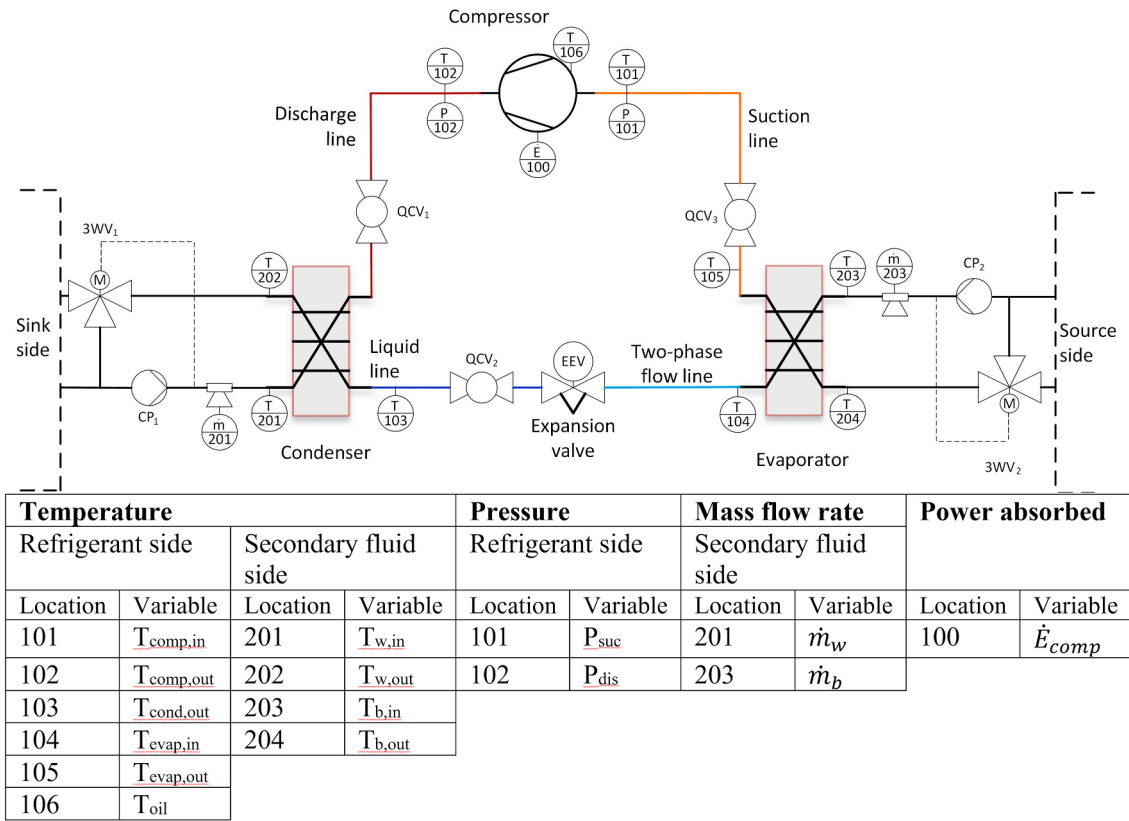 Compressor
T
106
T
102
T
101
P
102
P
101
Ė
100
Discharge
line
Suction
line
QCV1
QCV3
3WV1
M
T
202
T
105
T
203
ṁ
203
CP2
Sink
side
Source
side
Liquid
line
QCV2
EEV
Two-phase
flow line
CP1
ṁ
201
T
201
T
103
T
104
T
204
M
Expansion
valve
Condenser
Evaporator
3WV2
Temperature Pressure Mass flow rate Power absorbed
Refrigerant side Secondary fluid side Refrigerant side Secondary fluid side
Location Variable Location Variable Location Variable Location Variable Location Variable
101 Tcomp,in 201 Tw,in 101 Psuc 201 ṁw 100 Ėcomp
102 Tcomp,out 202 Tw,out 102 Pdis 203 ṁb
103 Tcond,out 203 Tb,in
104 Tevap,in 204 Tb,out
105 Tevap,out
106 Toil